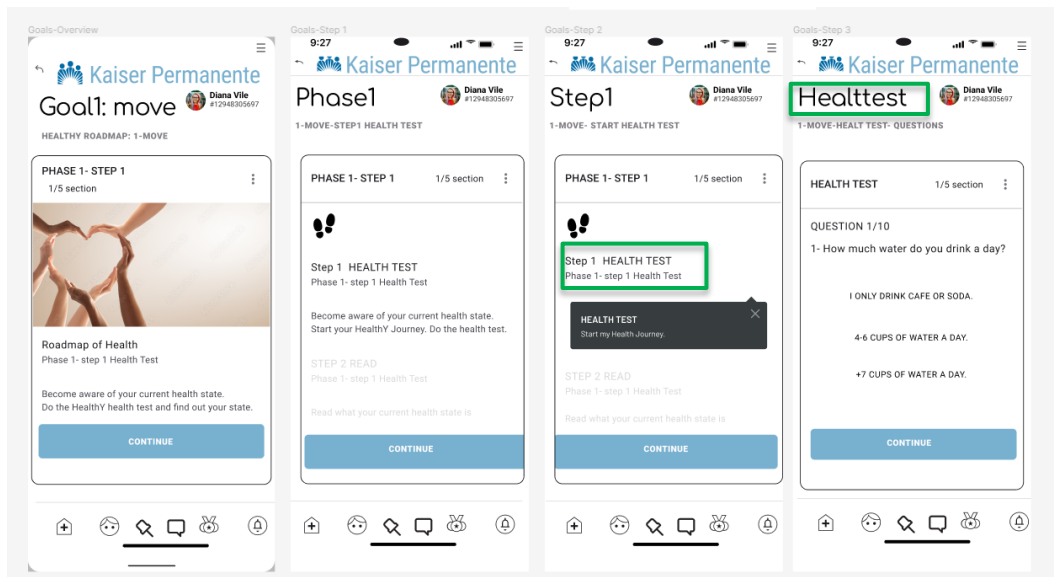 Goals-Overview
Kaiser Permanente
Goal1: move
Diana Vile
#12948305697
HEALTHY ROADMAP: 1-MOVE
PHASE 1- STEP 1
1/5 section
Roadmap of Health
Phase 1- step 1 Health Test
Become aware of your current health state.
Do the HealthY health test and find out your state.
CONTINUE
Goals-Step 1
9:27
Kaiser Permanente
Phase1
Diana Vile
#12948305697
1-MOVE-STEP1 HEALTH TEST
PHASE 1- STEP 1
1/5 section
Step 1 HEALTH TEST
Phase 1- step 1 Health Test
Become aware of your current health state.
Start your HealthY Journey. Do the health test.
STEP 2 READ
Phase 1- step 1 Health Test
Read what your current health state is
CONTINUE
Goals-Step 2
9:27
Kaiser Permanente
Step1
Diana Vile
#12948305697
1-MOVE- START HEALTH TEST
PHASE 1- STEP 1
1/5 section
Step 1 HEALTH TEST
Phase 1- step 1 Health Test
HEALTH TEST
Start my Health Journey.
STEP 2 READ
Phase 1- step 1 Health Test
Read what your current health state is
CONTINUE
Goals-Step 3
9:27
Kaiser Permanente
Healttest
Diana Vile
#12948305697
1-MOVE-HEALT TEST- QUESTIONS
HEALTH TEST
1/5 section
QUESTION 1/10
1- How much water do you drink a day?
I ONLY DRINK CAFE OR SODA.
4-6 CUPS OF WATER A DAY.
+7 CUPS OF WATER A DAY.
CONTINUE